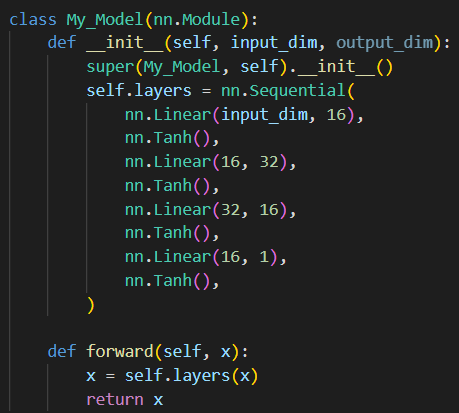 class My_Model(nn.Module):
    def __init__(self, input_dim, output_dim):
        super(My_Model, self).__init__()
        self.layers = nn.Sequential(
            nn.Linear(input_dim, 16),
            nn.Tanh(),
            nn.Linear(16, 32),
            nn.Tanh(),
            nn.Linear(32, 16),
            nn.Tanh(),
            nn.Linear(16, 1),
            nn.Tanh(),
        )

    def forward(self, x):
        x = self.layers(x)
        return x